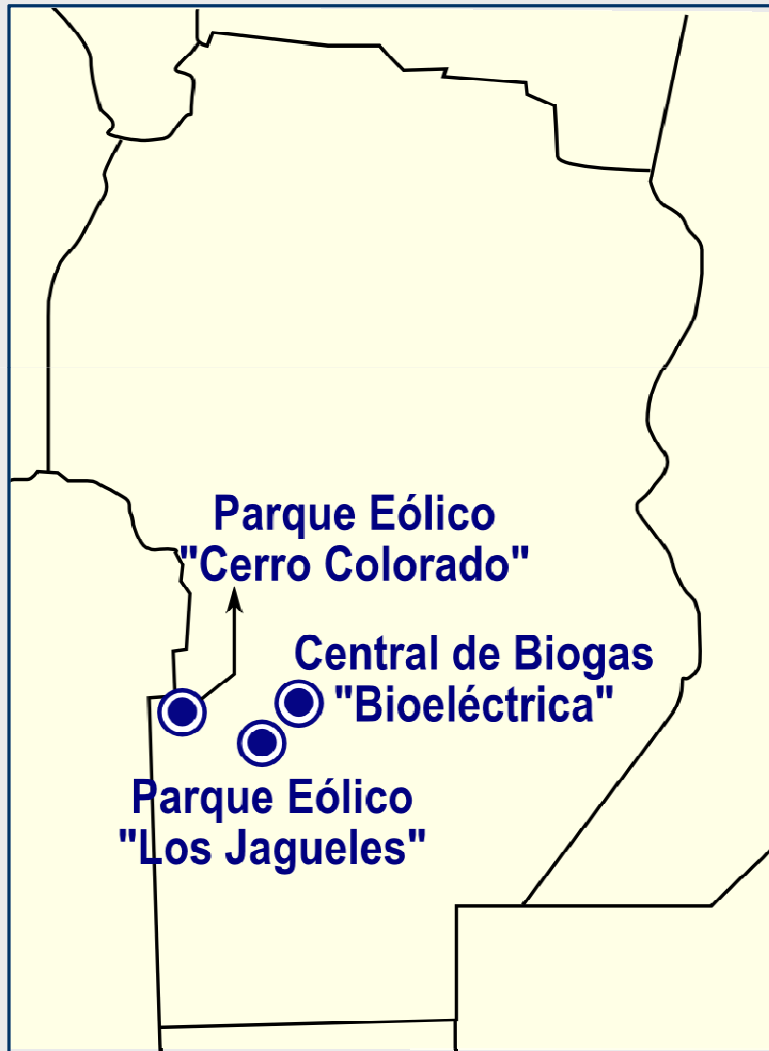 Parque Eólico
"Cerro Colorado"
Central de Biogas
"Bioeléctrica"
Parque Eólico
"Los Jagueles"